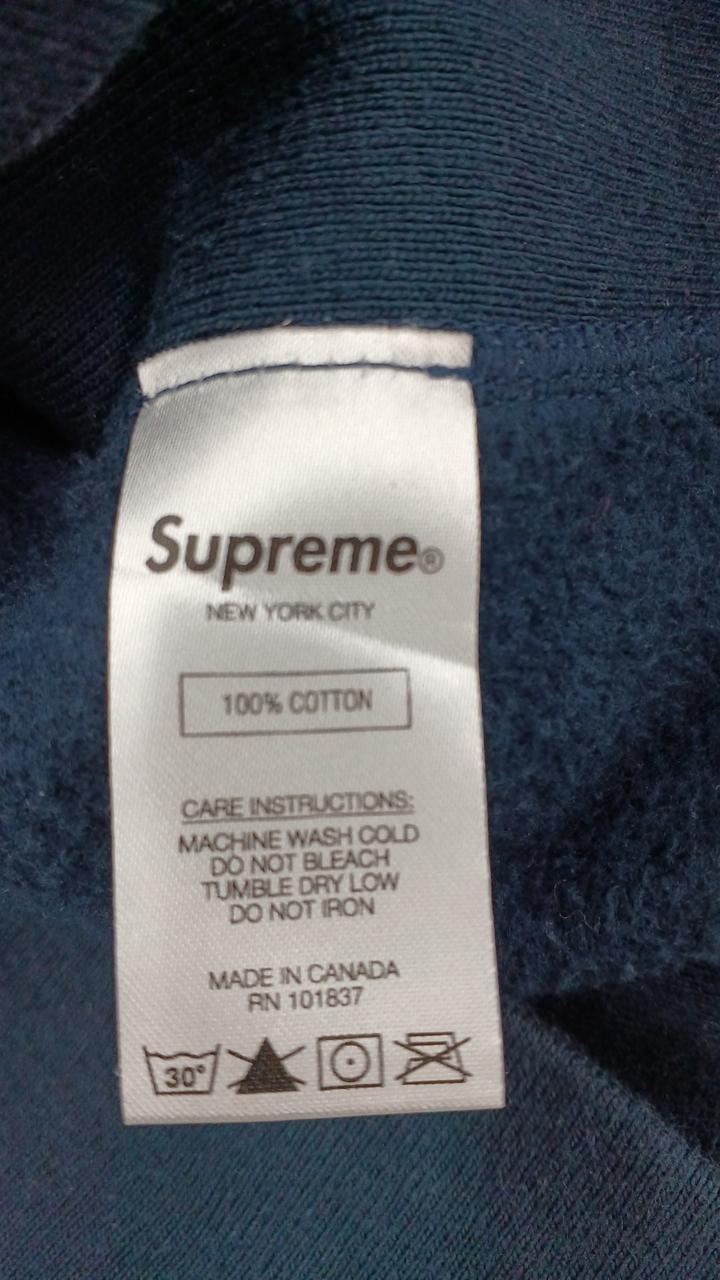 Supreme®
NEW YORK CITY
100% COTTON
CARE INSTRUCTIONS:
MACHINE WASH COLD
DO NOT BLEACH
TUMBLE DRY LOW
DO NOT IRON
MADE IN CANADA
RN 101837
30°